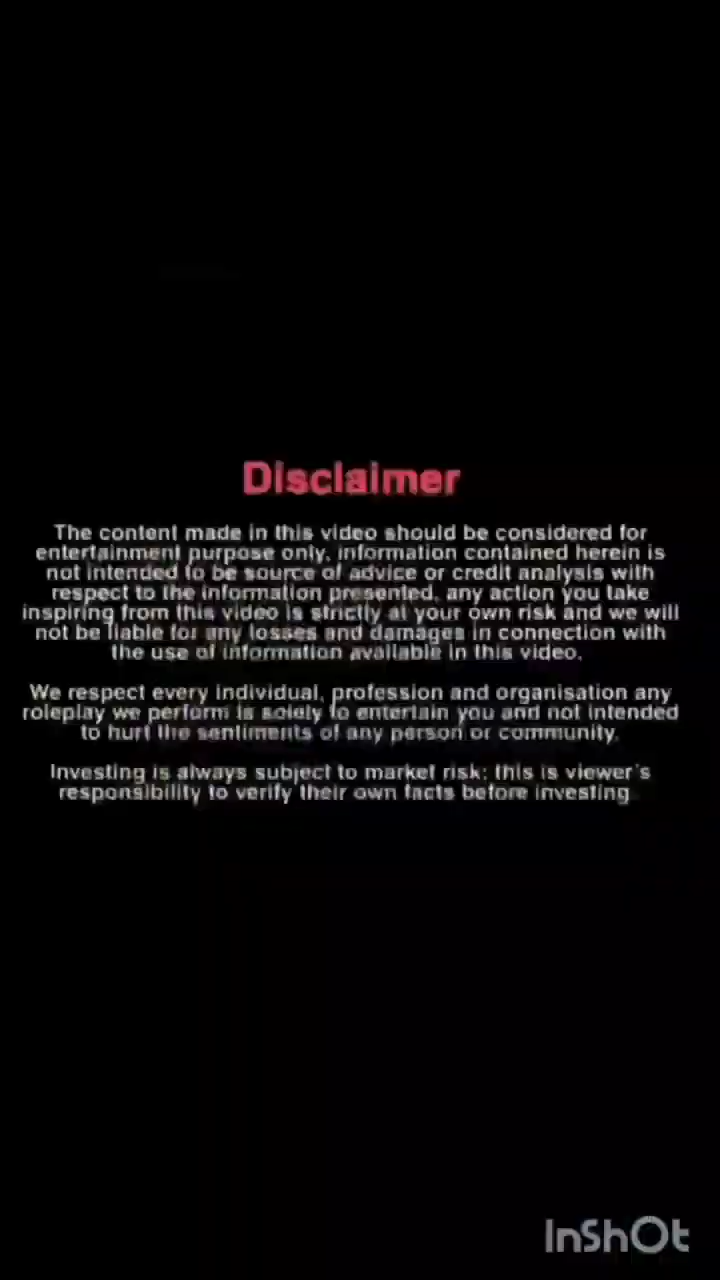 Disclaimer
The content made in this video should be considered for
entertainment purpose only, information contained herein is
not intended to be source of advice or credit analysis with
respect to the information presented, any action you take
inspiring from this video is strictly at your own risk and we will
not be liable for any losses and damages in connection with
the use of information available in this video.
We respect every individual, profession and organisation any
roleplay we perform is solely to entertain you and not intended
to hurt the sentiments of any person or community.
Investing is always subject to market risk; this is viewer's
responsibility to verify their own facts before investing.
InShOt